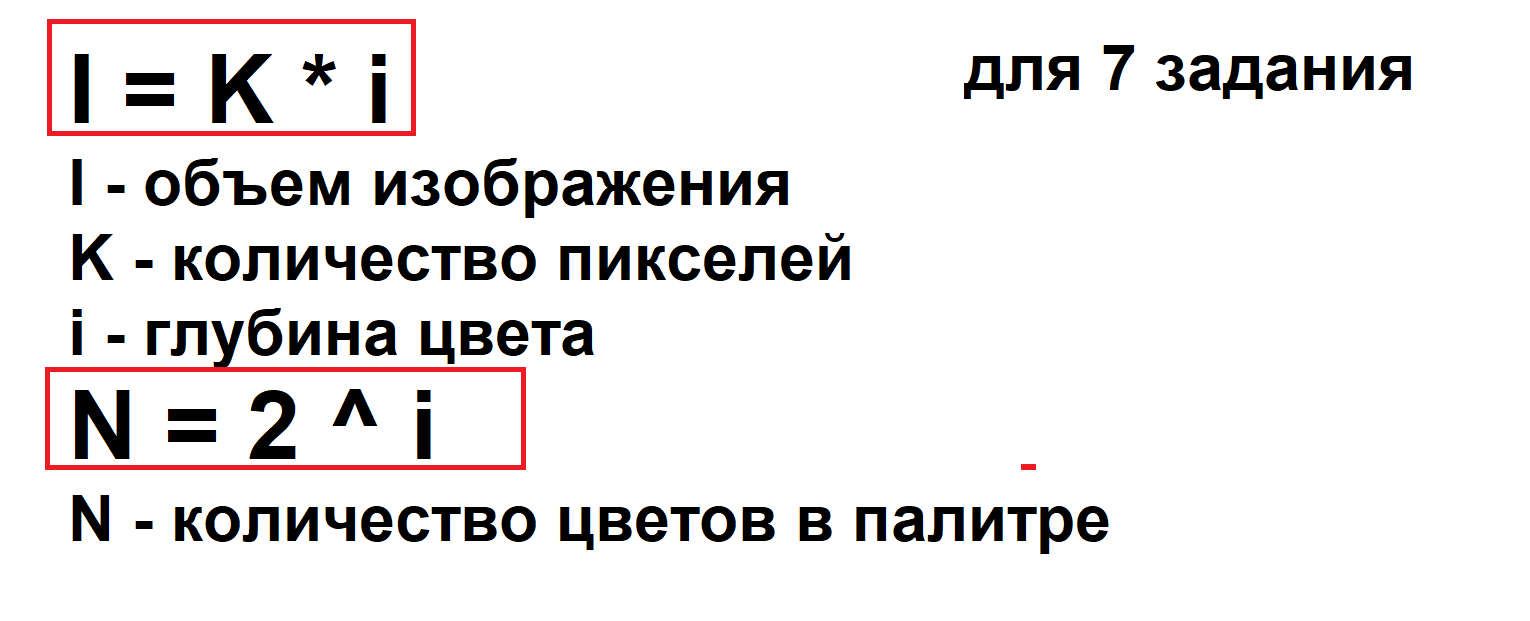 I = K * i
для 7 задания
I - объем изображения
K - количество пикселей
i - глубина цвета
N = 2 ^ i
N - количество цветов в палитре